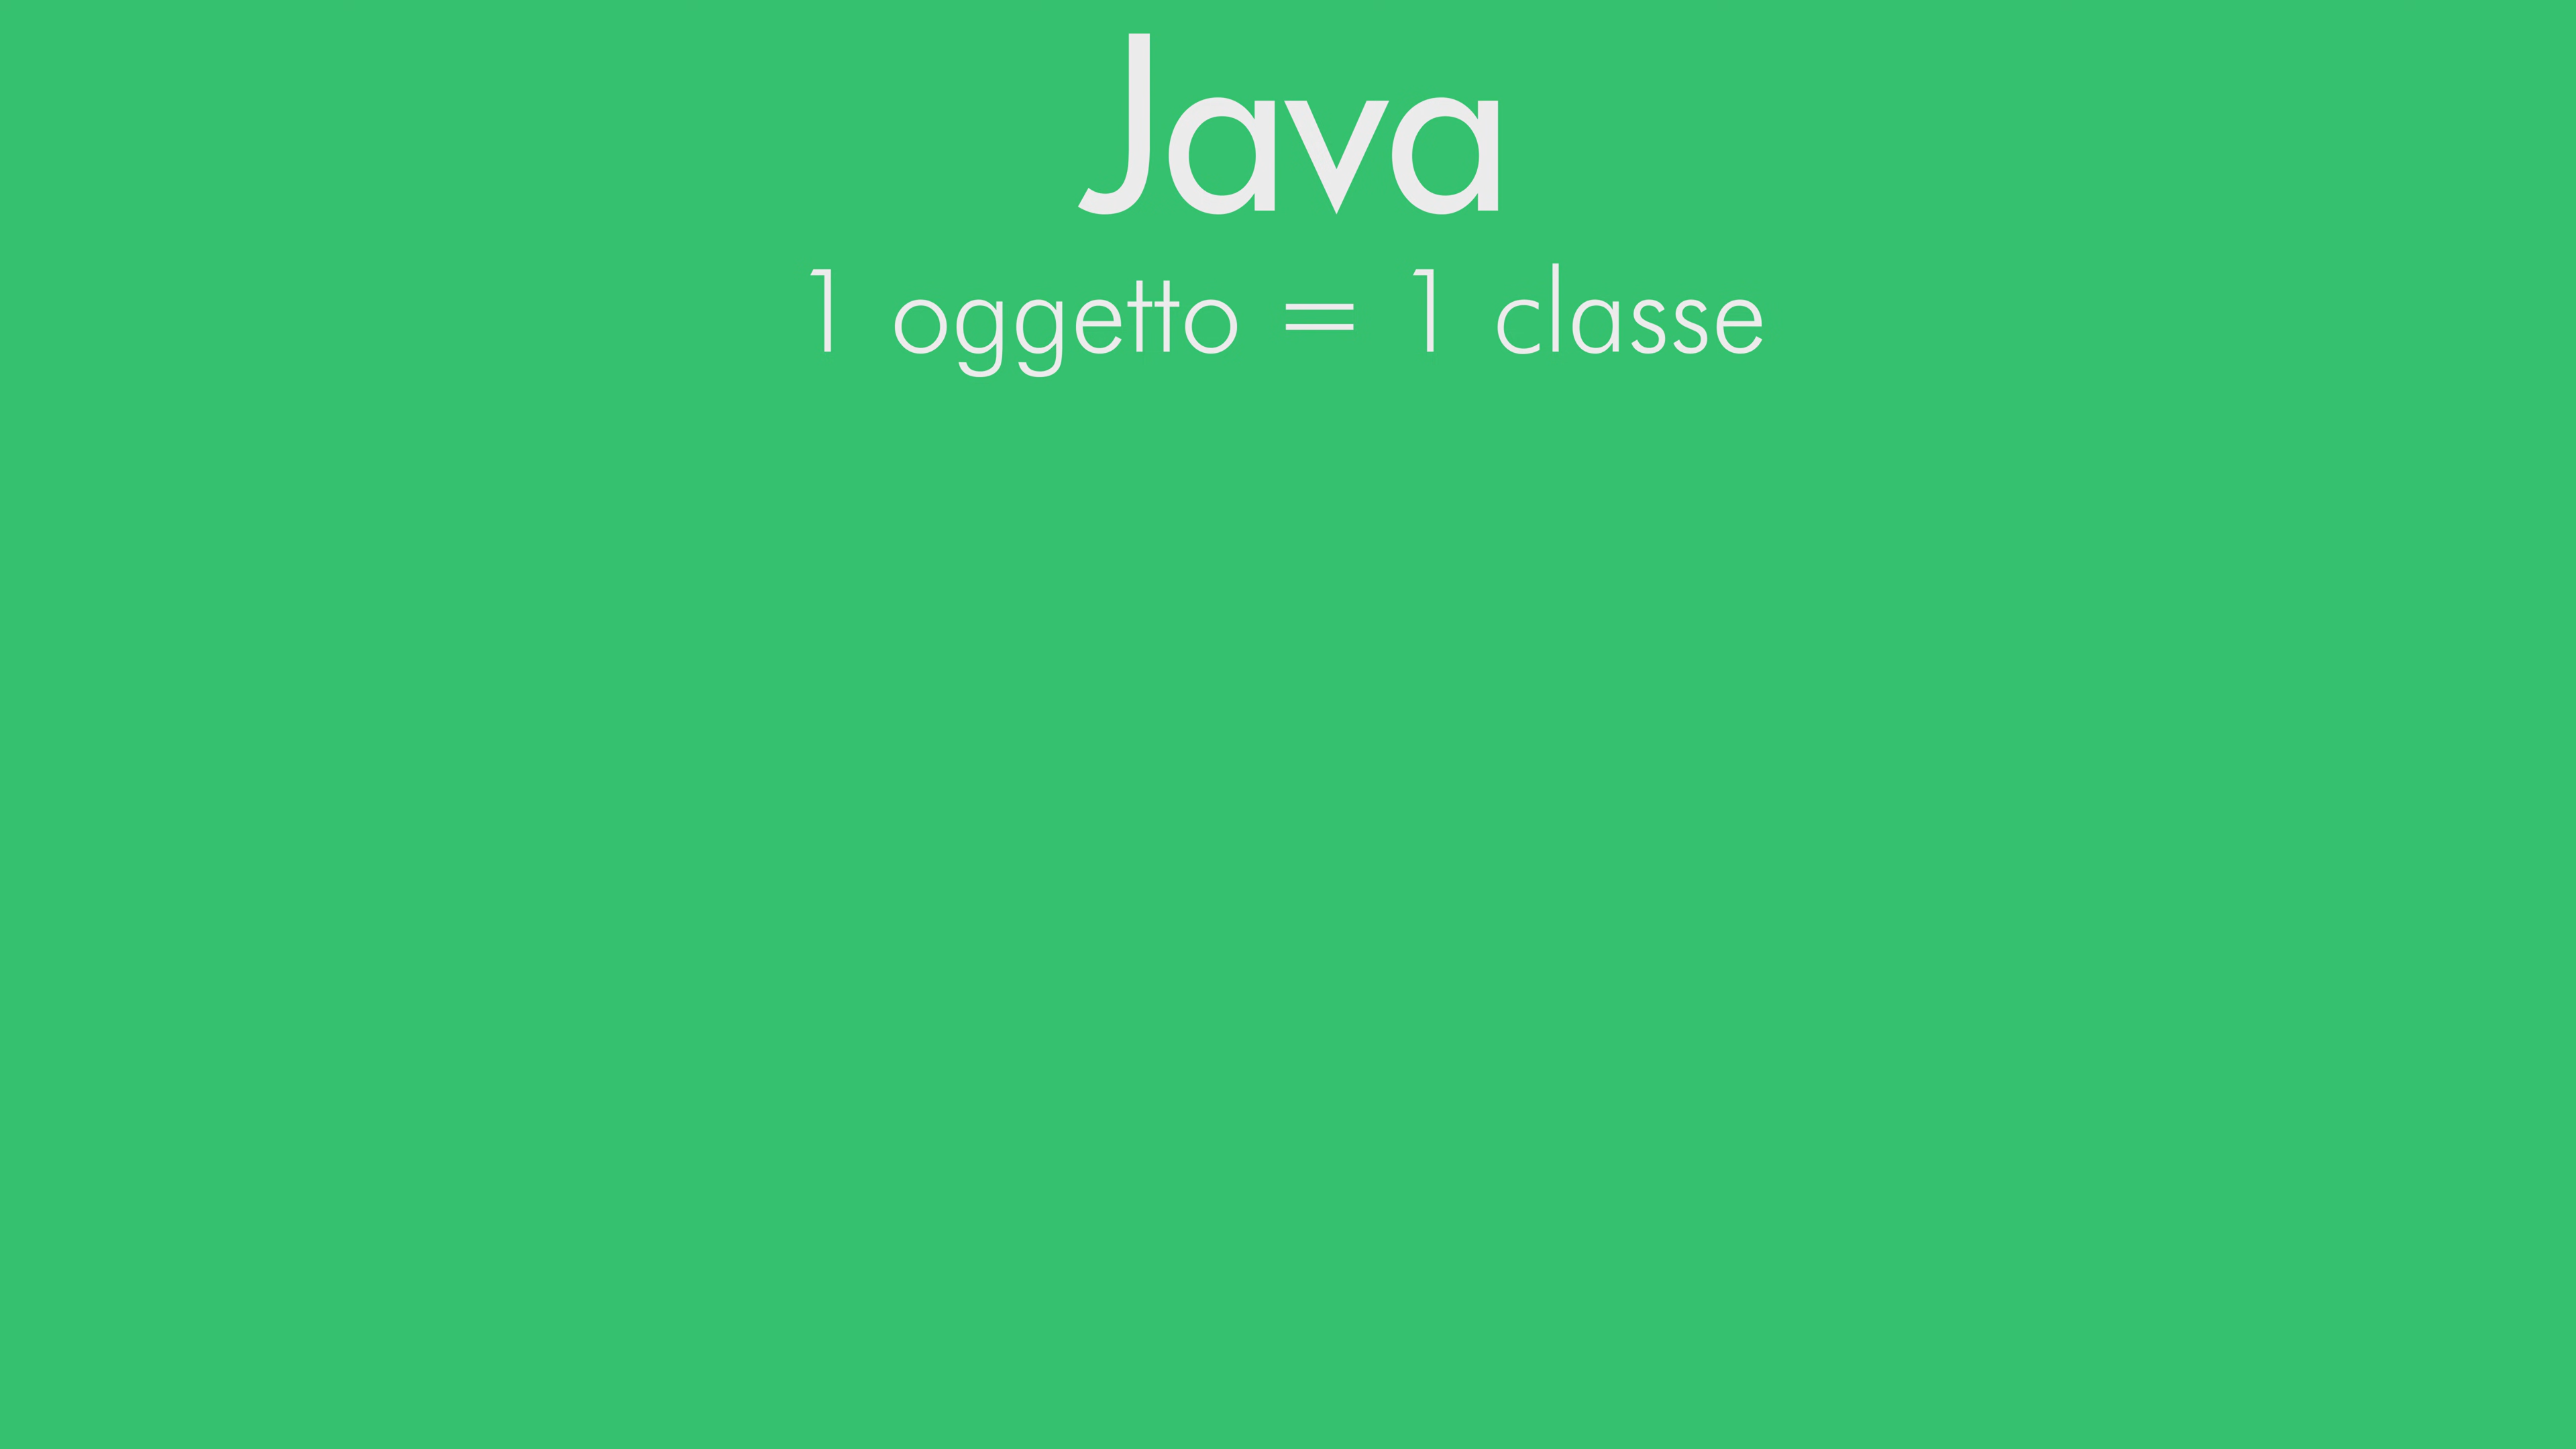 Java
1 oggetto = 1 classe